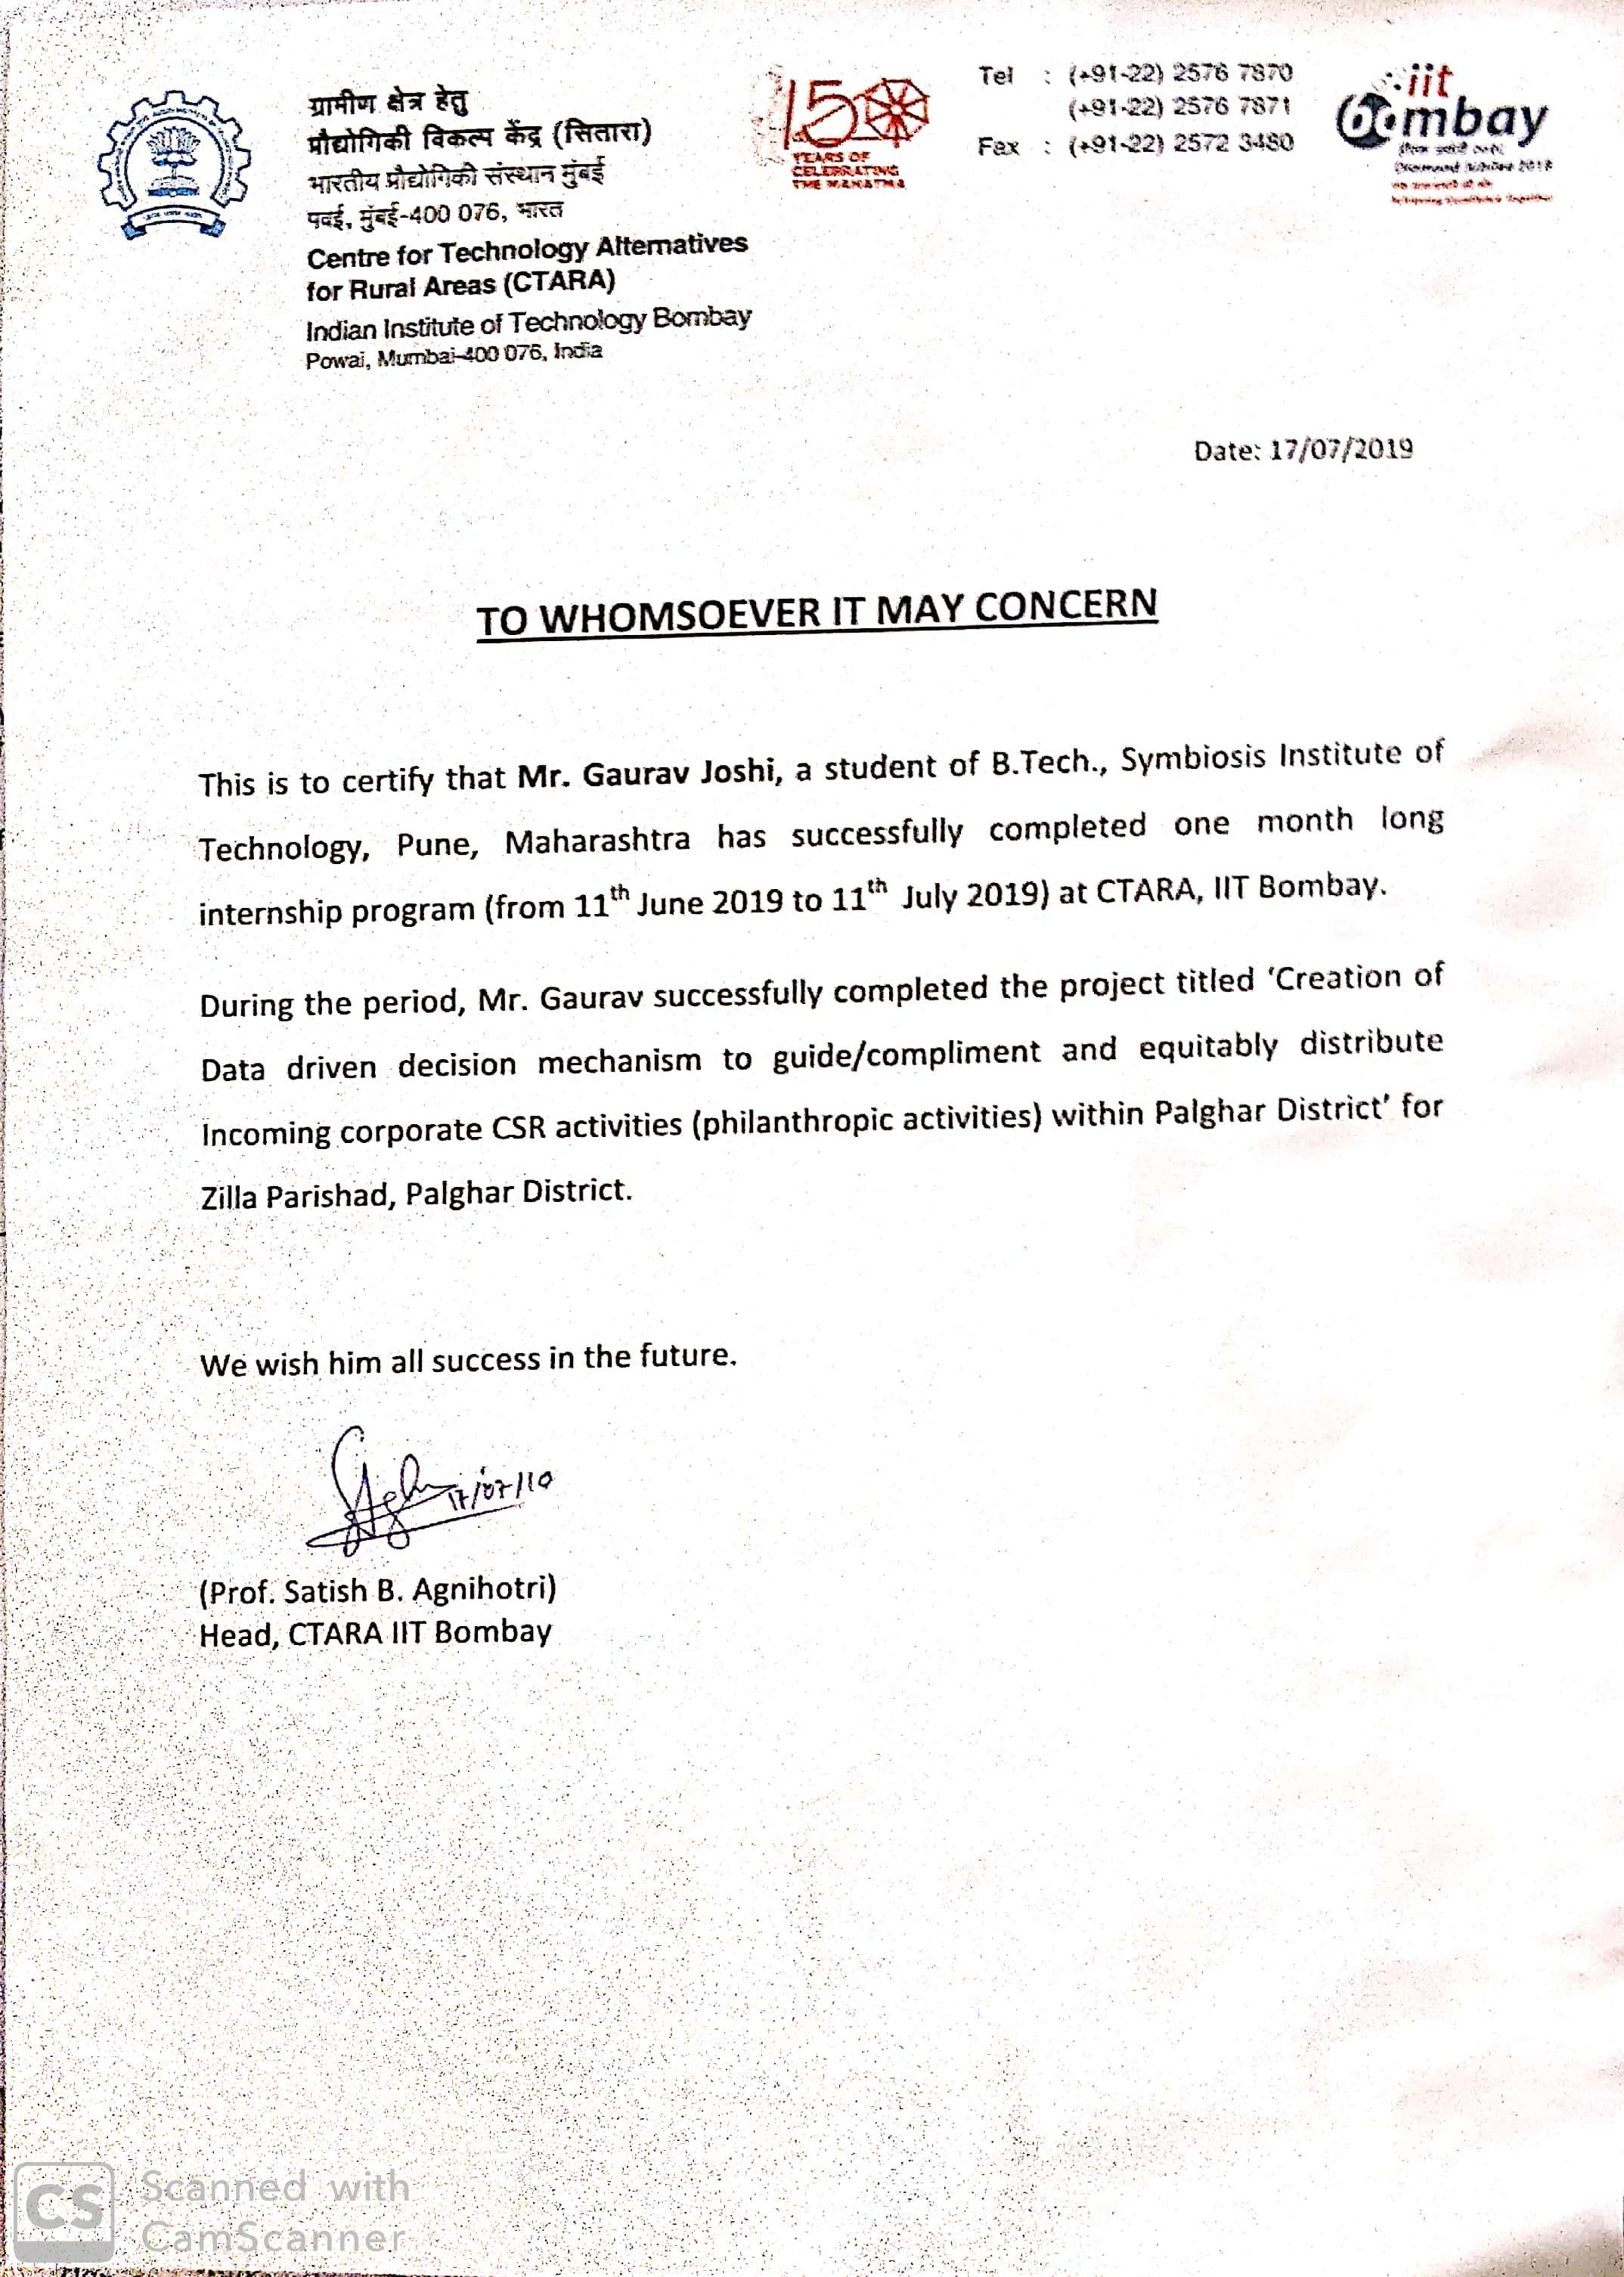 ग्रामीण क्षेत्र हेतु
प्रौद्योगिकी विकल्प केंद्र (सितारा)
भारतीय प्रौद्योगिकी संस्थान मुंबई
पवई, मुंबई-400 076, भारत
Centre for Technology Alternatives
for Rural Areas (CTARA)
Indian Institute of Technology Bombay
Powai, Mumbai-400 076, India
150
YEARS OF
CELEBRATING
THE MAHATMA
Tel : (+91-22) 2576 7870
(+91-22) 2576 7871
Fax : (+91-22) 2572 3480
iit
bombay
Diamond Jubilee 2018
Date: 17/07/2019
TO WHOMSOEVER IT MAY CONCERN
This is to certify that Mr. Gaurav Joshi, a student of B.Tech., Symbiosis Institute of
Technology, Pune, Maharashtra has successfully completed one month long
internship program (from 11th June 2019 to 11th July 2019) at CTARA, IIT Bombay.
During the period, Mr. Gaurav successfully completed the project titled ‘Creation of
Data driven decision mechanism to guide/compliment and equitably distribute
Incoming corporate CSR activities (philanthropic activities) within Palghar District’ for
Zilla Parishad, Palghar District.
We wish him all success in the future.
17/07/10
(Prof. Satish B. Agnihotri)
Head, CTARA IIT Bombay
CS
Scanned with
CamScanner